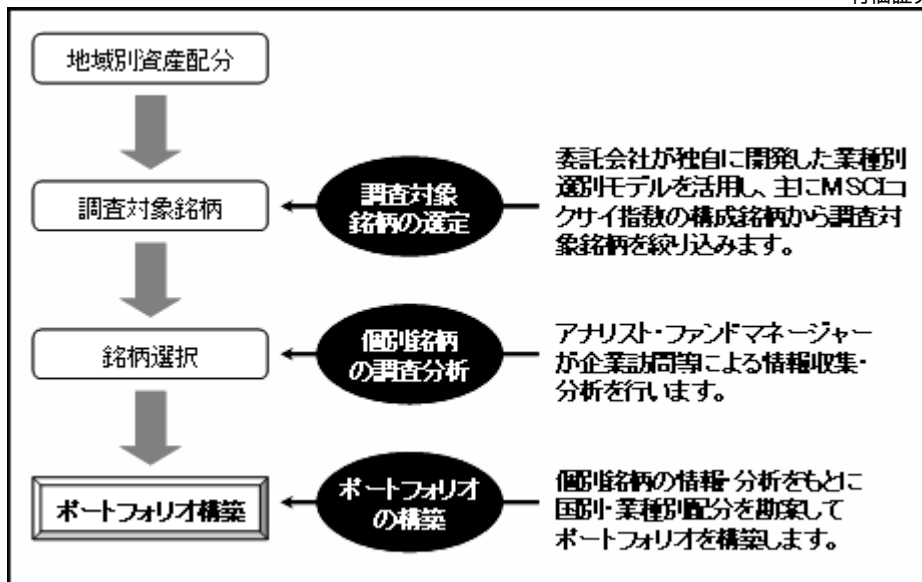 地域別資産配分
調査対象銘柄
調査対象
銘柄の選定
委託会社が独自に開発した業種別
選別モデルを活用し、主にMSCIコ
クサイ指数の構成銘柄から調査対
象銘柄を絞り込みます。
銘柄選択
個別銘柄
の調査分析
アナリスト・ファンドマネージャー
が企業訪問等による情報収集・
分析を行います。
ポートフォリオ構築
ポートフォリオ
の構築
個別銘柄の情報・分析をもとに
国別・業種別配分を勘案して
ポートフォリオを構築します。